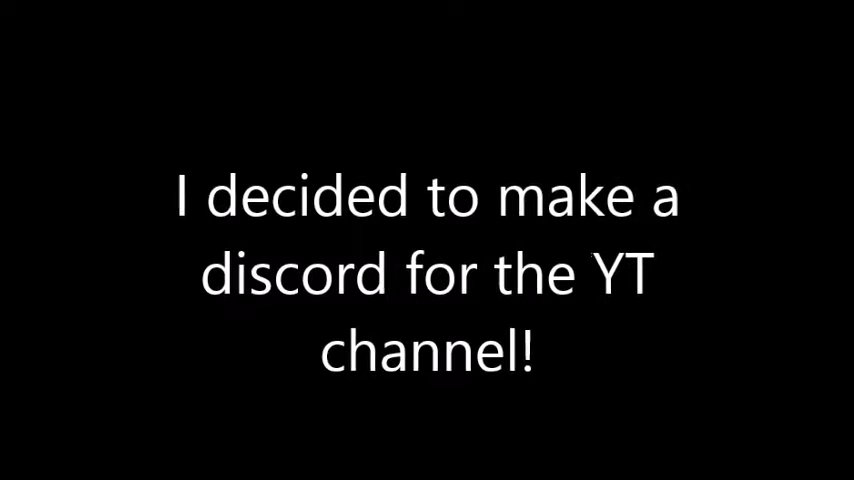 I decided to make a
discord for the YT
channel!